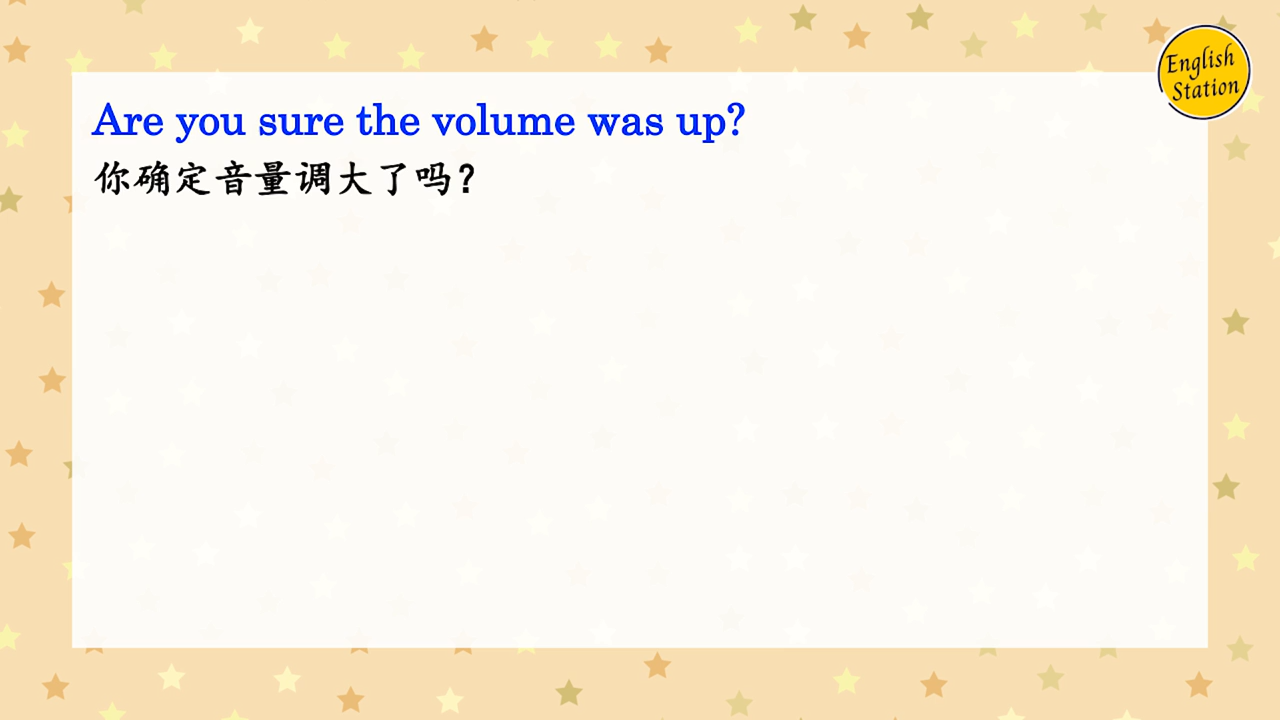 English
Station
Are you sure the volume was up?
你确定音量调大了吗？